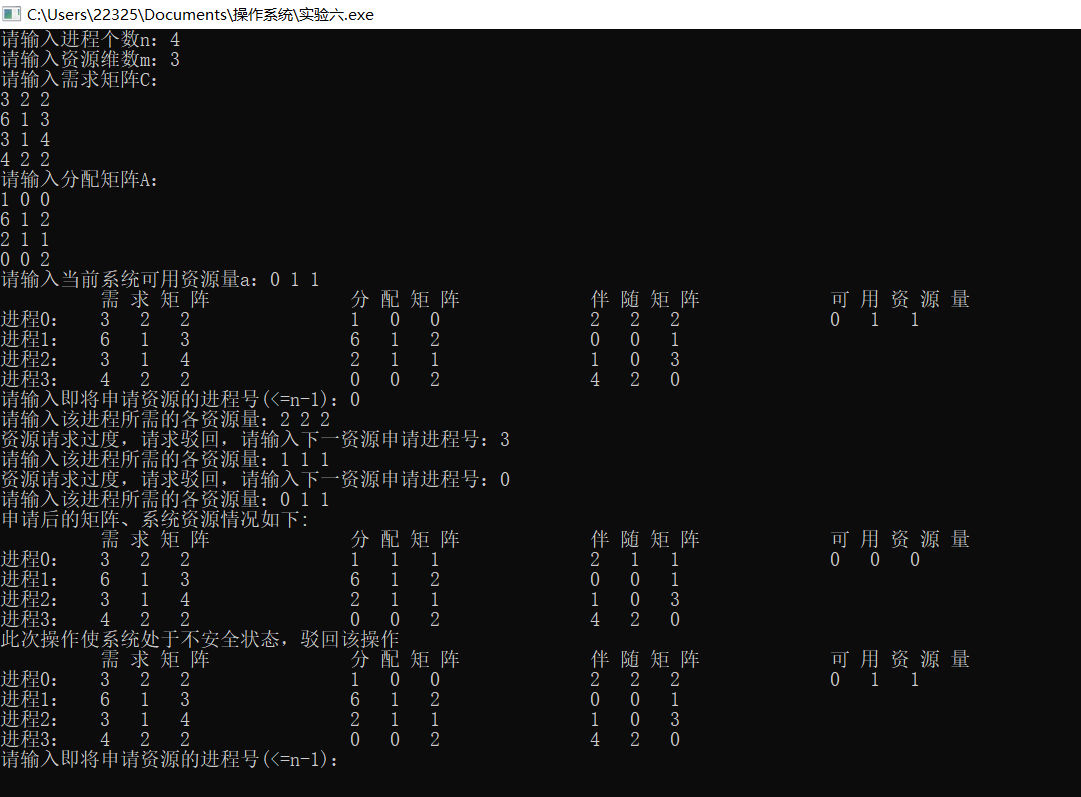 C:\Users\22325\Documents\操作系统\实验六.exe
请输入进程个数n: 4
请输入资源维数m: 3
请输入需求矩阵C:
3 2 2
6 1 3
3 1 4
4 2 2
请输入分配矩阵A:
1 0 0
6 1 2
2 1 1
0 0 2
请输入当前系统可用资源量a: 0 1 1
需 求 矩 阵 分 配 矩 阵 伴 随 矩 阵 可 用 资 源 量
进程0: 3 2 2 1 0 0 2 2 2 0 1 1
进程1: 6 1 3 6 1 2 0 0 1
进程2: 3 1 4 2 1 1 1 0 3
进程3: 4 2 2 0 0 2 4 2 0
请输入即将申请资源的进程号(<=n-1): 0
请输入该进程所需的各资源量: 2 2 2
资源请求过度，请求驳回，请输入下一资源申请进程号: 3
请输入该进程所需的各资源量: 1 1 1
资源请求过度，请求驳回，请输入下一资源申请进程号: 0
请输入该进程所需的各资源量: 0 1 1
申请后的矩阵、系统资源情况如下:
需 求 矩 阵 分 配 矩 阵 伴 随 矩 阵 可 用 资 源 量
进程0: 3 2 2 1 1 1 2 1 1 0 0 0
进程1: 6 1 3 6 1 2 0 0 1
进程2: 3 1 4 2 1 1 1 0 3
进程3: 4 2 2 0 0 2 4 2 0
此次操作使系统处于不安全状态，驳回该操作
需 求 矩 阵 分 配 矩 阵 伴 随 矩 阵 可 用 资 源 量
进程0: 3 2 2 1 0 0 2 2 2 0 1 1
进程1: 6 1 3 6 1 2 0 0 1
进程2: 3 1 4 2 1 1 1 0 3
进程3: 4 2 2 0 0 2 4 2 0
请输入即将申请资源的进程号(<=n-1):